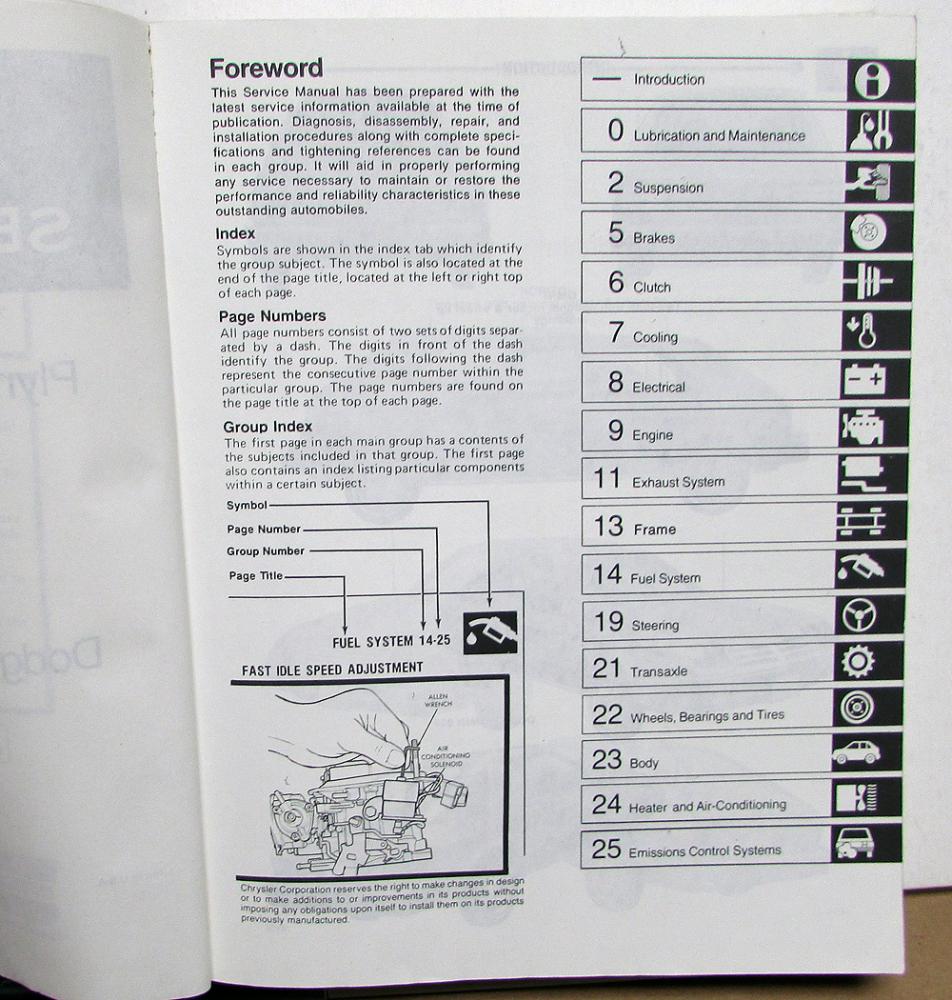 Foreword
This Service Manual has been prepared with the
latest service information available at the time of
publication. Diagnosis, disassembly, repair, and
installation procedures along with complete speci-
fications and tightening references can be found
in each group. It will aid in properly performing
any service necessary to maintain or restore the
performance and reliability characteristics in these
outstanding automobiles.
Index
Symbols are shown in the index tab which identify
the group subject. The symbol is also located at the
end of the page title, located at the left or right top
of each page.
Page Numbers
All page numbers consist of two sets of digits separ-
ated by a dash. The digits in front of the dash
identify the group. The digits following the dash
represent the consecutive page number within the
particular group. The page numbers are found on
the page title at the top of each page.
Group Index
The first page in each main group has a contents of
the subjects included in that group. The first page
also contains an index listing particular components
within a certain subject.
Symbol
Page Number
Group Number
Page Title
FUEL SYSTEM 14-25
FAST IDLE SPEED ADJUSTMENT
ALLEN
WRENCH
AIR
CONDITIONING
SOLENOID
Chrysler Corporation reserves the right to make changes in design
or to make additions to or improvements in its products without
imposing any obligations upon itself to install them on its products
previously manufactured.
— Introduction
0 Lubrication and Maintenance
2 Suspension
5 Brakes
6 Clutch
7 Cooling
8 Electrical
9 Engine
11 Exhaust System
13 Frame
14 Fuel System
19 Steering
21 Transaxle
22 Wheels, Bearings and Tires
23 Body
24 Heater and Air-Conditioning
25 Emissions Control Systems